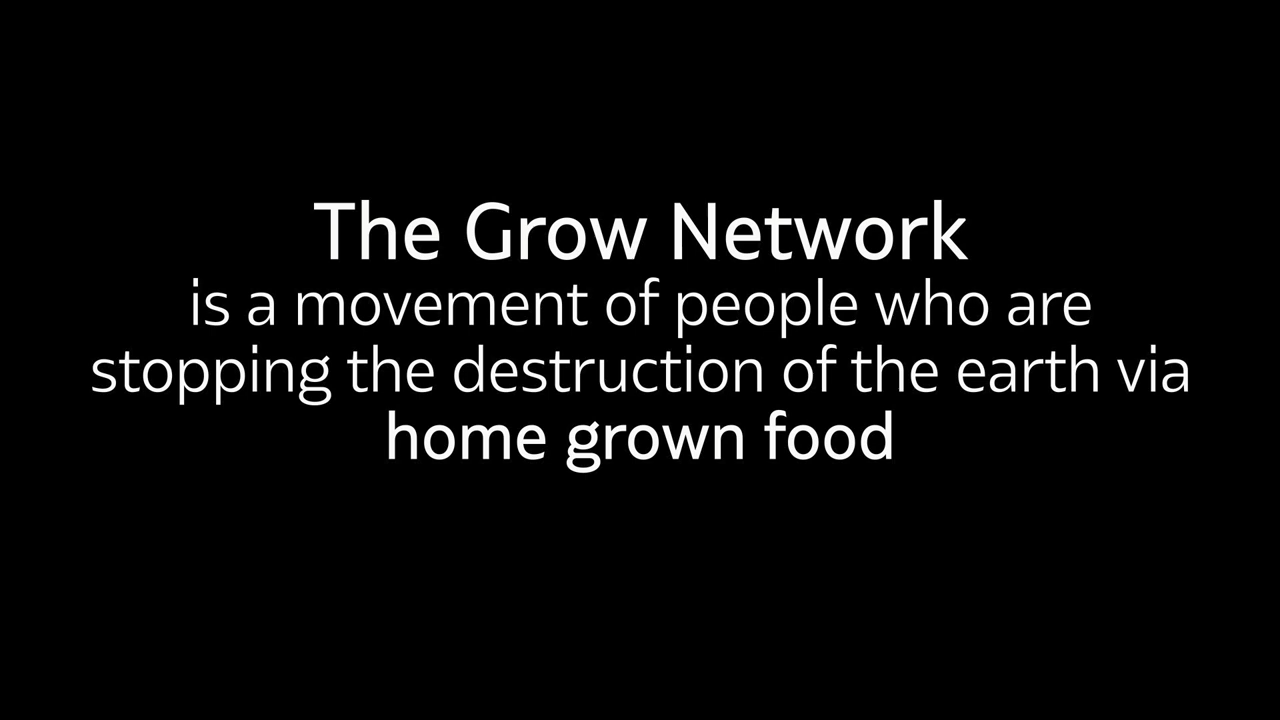 The Grow Network
is a movement of people who are
stopping the destruction of the earth via
home grown food